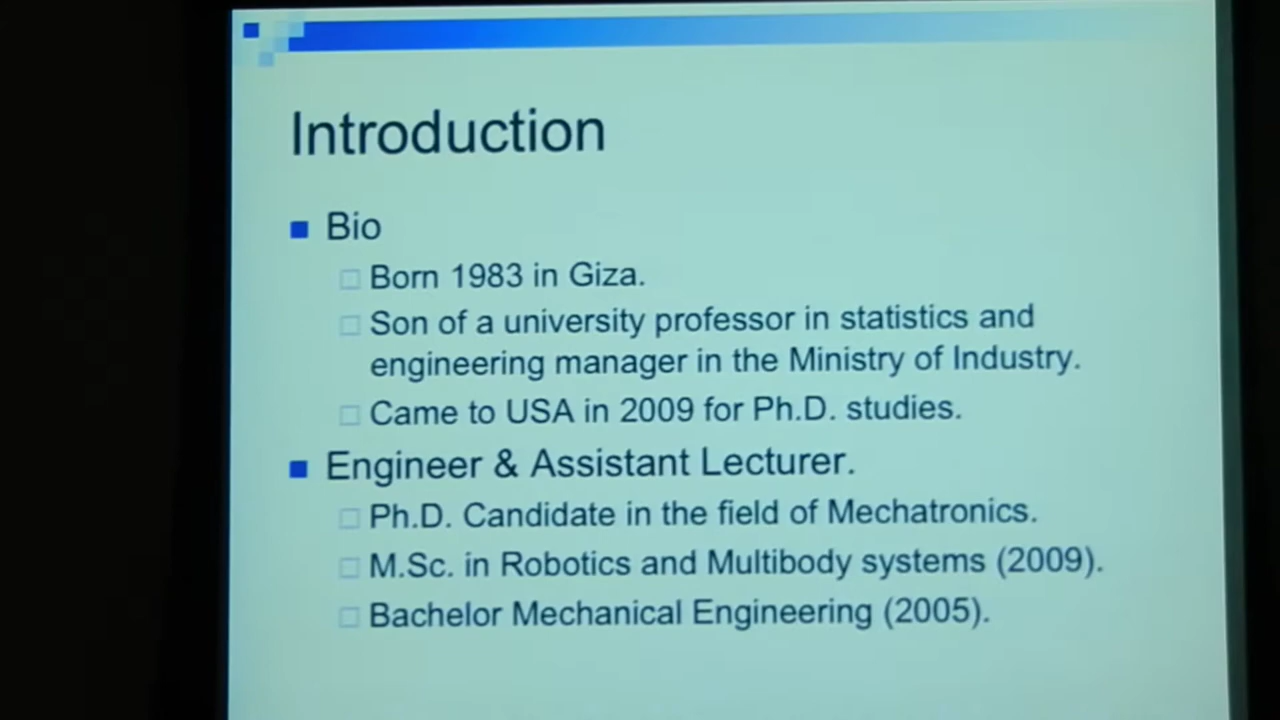 Introduction
Bio
Born 1983 in Giza.
Son of a university professor in statistics and
engineering manager in the Ministry of Industry.
Came to USA in 2009 for Ph.D. studies.
Engineer & Assistant Lecturer.
Ph.D. Candidate in the field of Mechatronics.
M.Sc. in Robotics and Multibody systems (2009).
Bachelor Mechanical Engineering (2005).